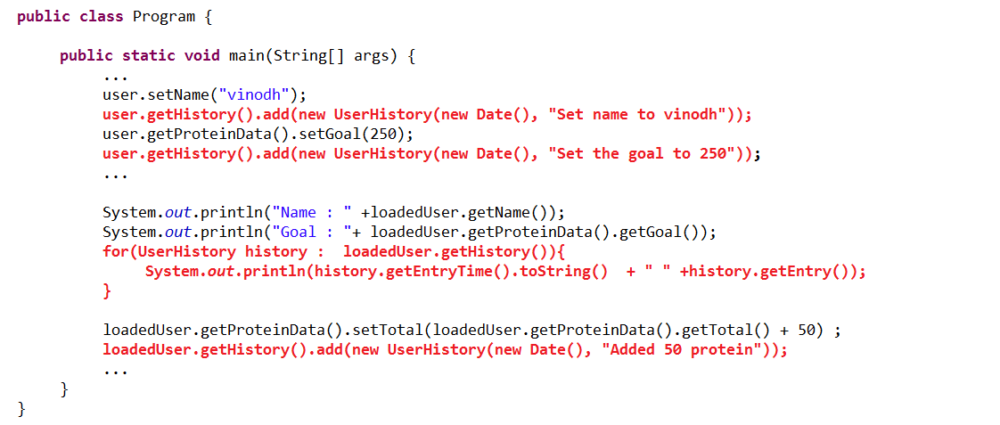 public class Program {
public static void main(String[] args) {
...
user.setName("vinodh");
user.getHistory().add(new UserHistory(new Date(), "Set name to vinodh"));
user.getProteinData().setGoal(250);
user.getHistory().add(new UserHistory(new Date(), "Set the goal to 250"));
...
System.out.println("Name : " +loadedUser.getName());
System.out.println("Goal : "+ loadedUser.getProteinData().getGoal());
for(UserHistory history :  loadedUser.getHistory()){
System.out.println(history.getEntryTime().toString()  + " " +history.getEntry());
}
loadedUser.getProteinData().setTotal(loadedUser.getProteinData().getTotal() + 50) ;
loadedUser.getHistory().add(new UserHistory(new Date(), "Added 50 protein"));
...
}
}